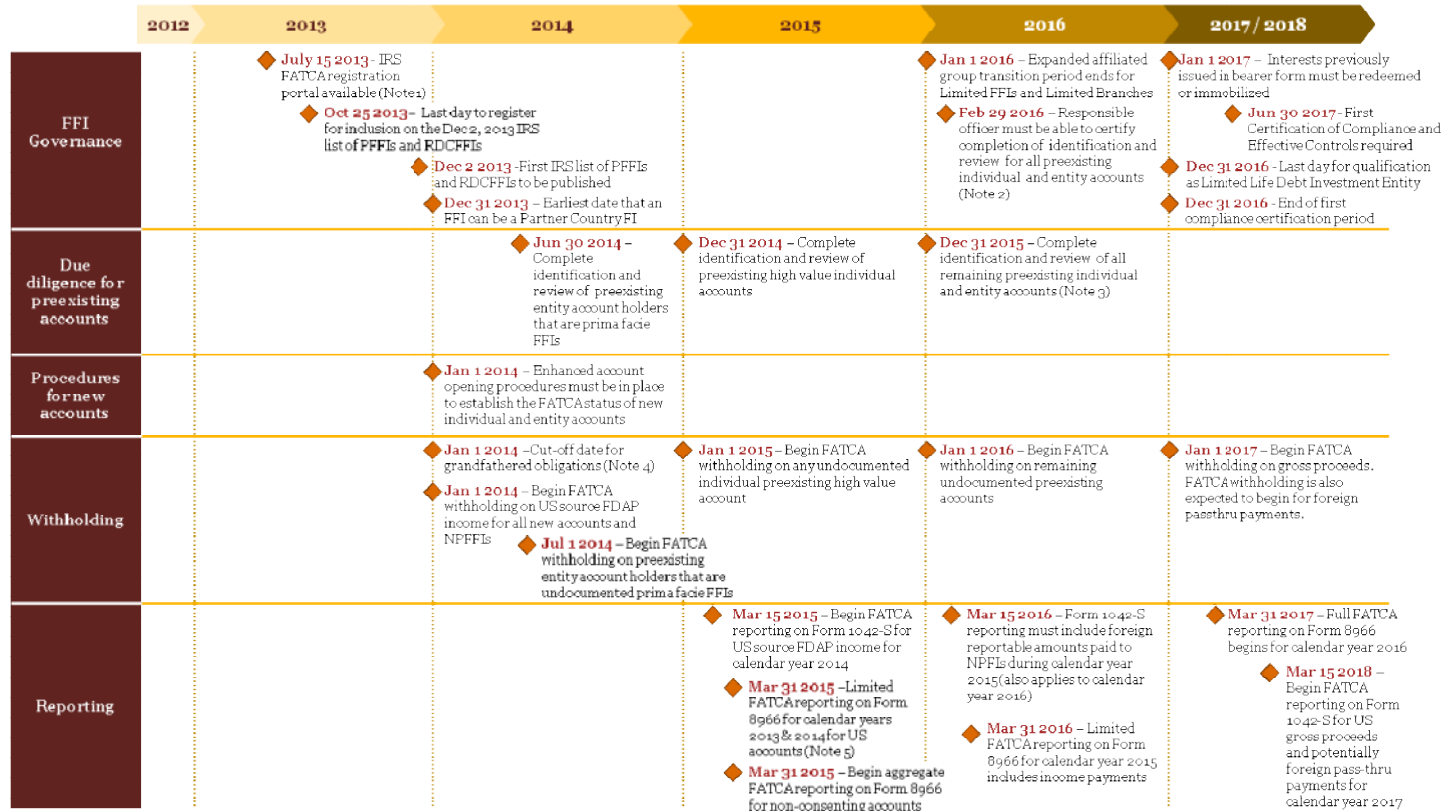 2012
2013
2014
2015
2016
2017 / 2018
FFI
Governance
July 15 2013- IRS
FATCA registration
portal available (Note1)
Oct 25 2013– Last day to register
for inclusion on the Dec 2, 2013 IRS
list of PFFIs and RDCFFIs
Dec 2 2013 -First IRS list of PFFIs
and RDCFFIs to be published
Dec 31 2013 – Earliest date that an
FFI can be a Partner Country FI
Jan 1 2016 – Expanded affiliated
group transition period ends for
Limited FFIs and Limited Branches
Feb 29 2016 – Responsible
officer must be able to certify
completion of identification and
review for all preexisting
individual and entity accounts
(Note 2)
Jan 1 2017 – Interests previously
issued in bearer form must be redeemed
or immobilized
Jun 30 2017- First
Certification of Compliance and
Effective Controls required
Dec 31 2016 - Last day for qualification
as Limited Life Debt Investment Entity
Dec 31 2016- End of first
compliance certification period
Due
diligence for
preexisting
accounts
Jun 30 2014 –
Complete
identification and
review of preexisting
entity account holders
that are prima facie
FFIs
Dec 31 2014 – Complete
identification and review of
preexisting high value individual
accounts
Dec 31 2015 – Complete
identification and review of all
remaining preexisting individual
and entity accounts (Note 3)
Procedures
for new
accounts
Jan 1 2014 – Enhanced account
opening procedures must be in place
to establish the FATCA status of new
individual and entity accounts
Withholding
Jan 1 2014 –Cut-off date for
grandfathered obligations (Note 4)
Jan 1 2014 – Begin FATCA
withholding on US source FDAP
income for all new accounts and
NPFFIs
Jul 1 2014 – Begin FATCA
withholding on preexisting
entity account holders that are
undocumented prima facie FFIs
Jan 1 2015 – Begin FATCA
withholding on any undocumented
individual preexisting high value
account
Jan 1 2016 – Begin FATCA
withholding on remaining
undocumented preexisting
accounts
Jan 1 2017 – Begin FATCA
withholding on gross proceeds.
FATCA withholding is also
expected to begin for foreign
passthru payments.
Reporting
Mar 15 2015 – Begin FATCA
reporting on Form 1042-S for
US source FDAP income for
calendar year 2014
Mar 31 2015 –Limited
FATCA reporting on Form
8966 for calendar years
2013 & 2014 for US
accounts (Note 5)
Mar 31 2015 – Begin aggregate
FATCA reporting on Form 8966
for non-consenting accounts
Mar 15 2016 – Form 1042-S
reporting must include foreign
reportable amounts paid to
NPFIs during calendar year
2015(also applies to calendar
year 2016)
Mar 31 2016 – Limited
FATCA reporting on Form
8966 for calendar year 2015
includes income payments
Mar 31 2017 – Full FATCA
reporting on Form 8966
begins for calendar year 2016
Mar 15 2018 –
Begin FATCA
reporting on Form
1042-S for US
gross proceeds
and potentially
foreign pass-thru
payments for
calendar year 2017